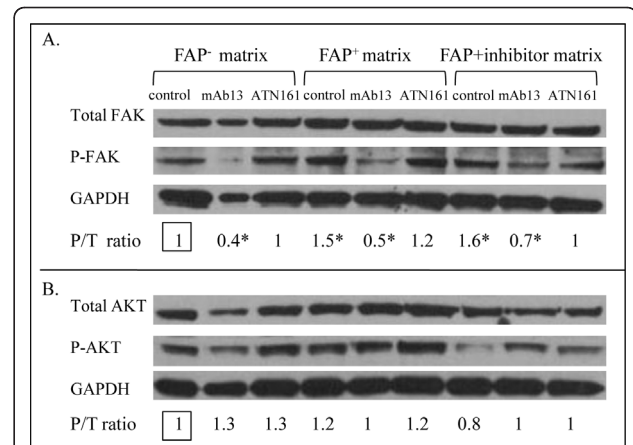 A.
FAP- matrix FAP+ matrix FAP+inhibitor matrix
control mAb13 ATN161 control mAb13 ATN161 control mAb13 ATN161
Total FAK
P-FAK
GAPDH
P/T ratio 1 0.4* 1 1.5* 0.5* 1.2 1.6* 0.7* 1
B.
Total AKT
P-AKT
GAPDH
P/T ratio 1 1.3 1.3 1.2 1 1.2 0.8 1 1